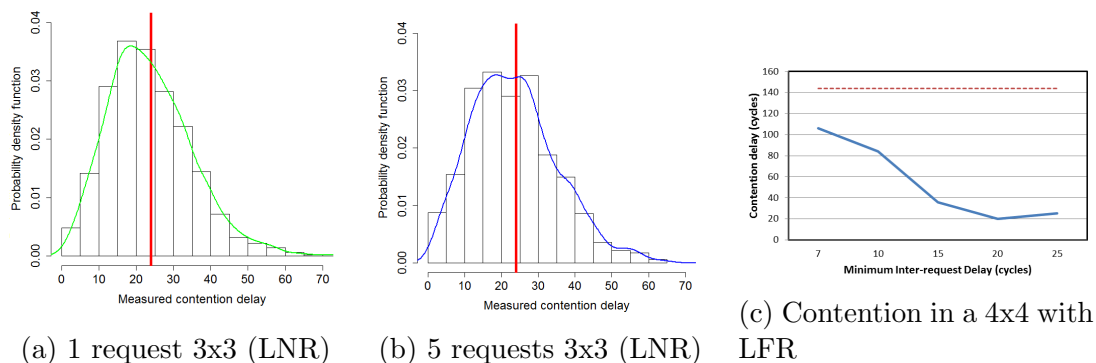 Probability density function
0.00 0.01 0.02 0.03 0.04
0 10 20 30 40 50 60 70
Measured contention delay
(a) 1 request 3x3 (LNR)
Probability density function
0.00 0.01 0.02 0.03 0.04
0 10 20 30 40 50 60 70
Measured contention delay
(b) 5 requests 3x3 (LNR)
Contention delay (cycles)
160
140
120
100
80
60
40
20
0
7 10 15 20 25
Minimum Inter-request Delay (cycles)
(c) Contention in a 4x4 with
LFR